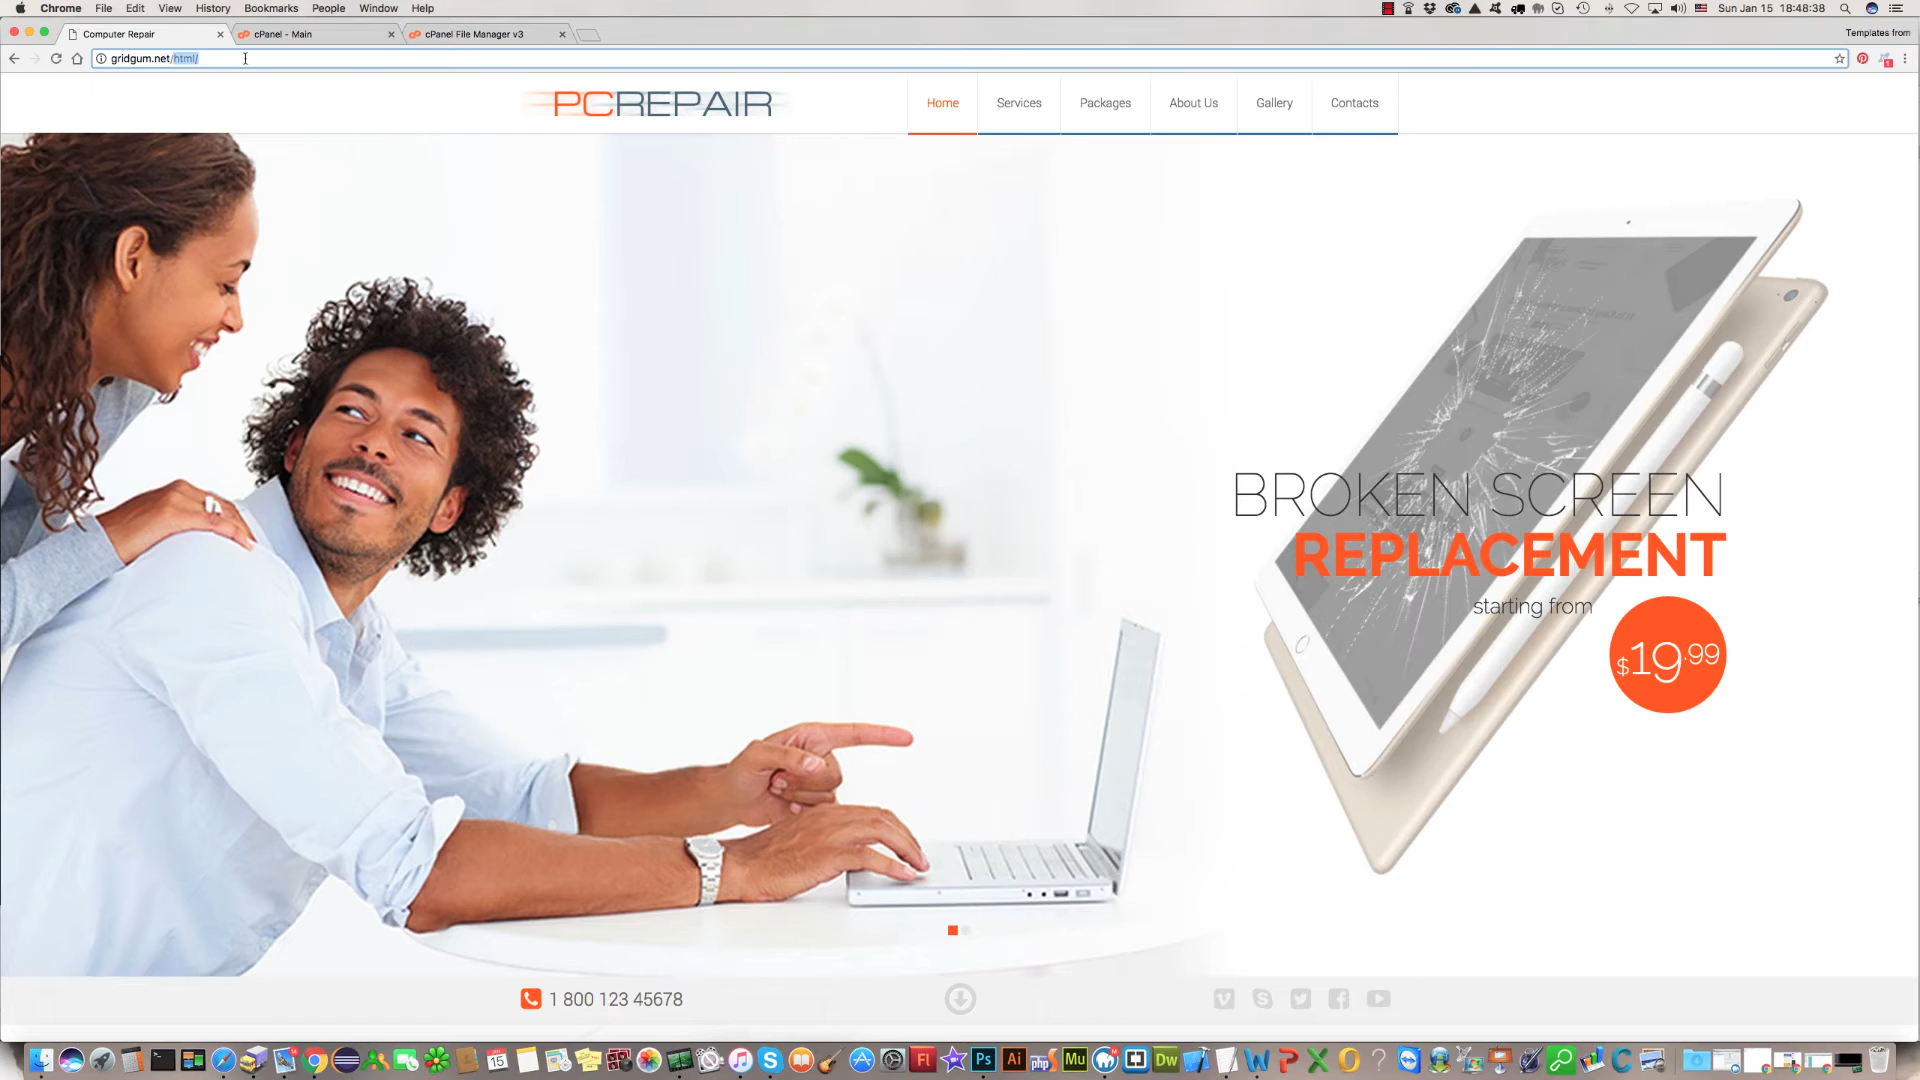 Chrome File Edit View History Bookmarks People Window Help
Sun Jan 15 18:48:38
Computer Repair
cPanel - Main
cPanel File Manager v3
Templates from
gridgum.net/html/
PCREPAIR
Home
Services
Packages
About Us
Gallery
Contacts
BROKEN SCREEN
REPLACEMENT
starting from
$19.99
1 800 123 45678